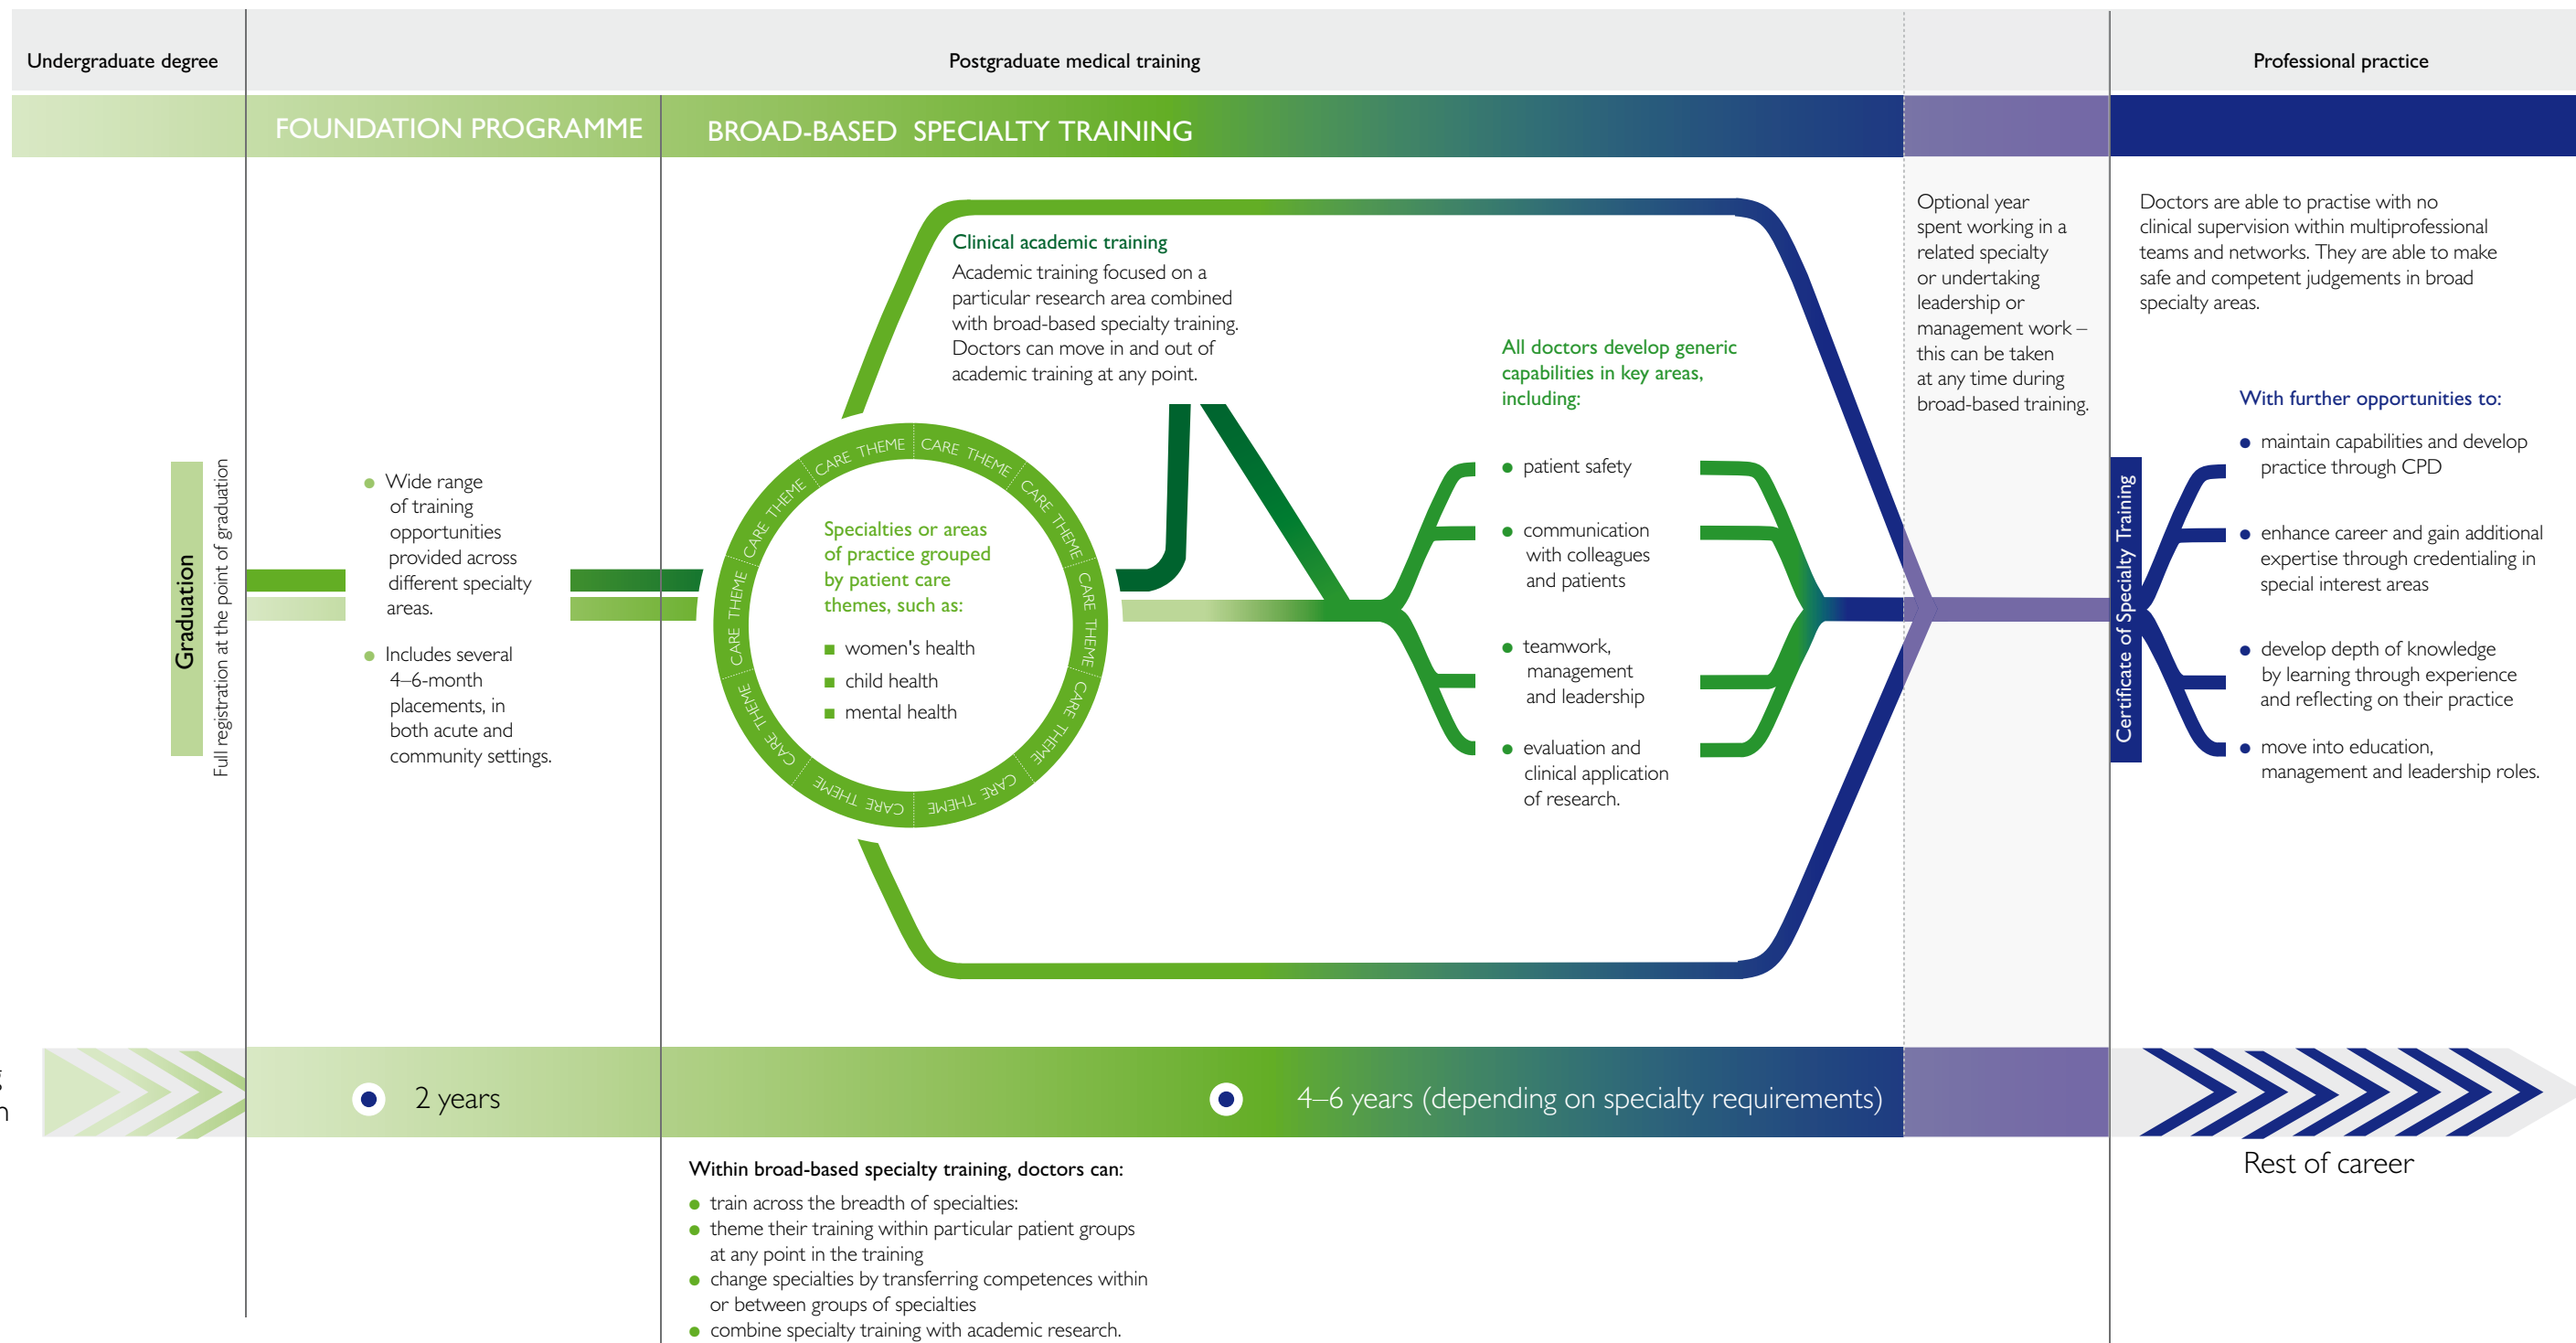 Undergraduate degree
Postgraduate medical training
Professional practice
FOUNDATION PROGRAMME
BROAD-BASED SPECIALTY TRAINING
Graduation
Full registration at the point of graduation
Wide range
of training
opportunities
provided across
different specialty
areas.
Includes several
4–6-month
placements, in
both acute and
community settings.
CARE THEME
CARE THEME
CARE THEME
CARE THEME
CARE THEME
CARE THEME
CARE THEME
CARE THEME
CARE THEME
CARE THEME
Specialties or areas
of practice grouped
by patient care
themes, such as:
women's health
child health
mental health
Clinical academic training
Academic training focused on a
particular research area combined
with broad-based specialty training.
Doctors can move in and out of
academic training at any point.
All doctors develop generic
capabilities in key areas,
including:
patient safety
communication
with colleagues
and patients
teamwork,
management
and leadership
evaluation and
clinical application
of research.
Optional year
spent working in a
related specialty
or undertaking
leadership or
management work –
this can be taken
at any time during
broad-based training.
Certificate of Specialty Training
Doctors are able to practise with no
clinical supervision within multiprofessional
teams and networks. They are able to make
safe and competent judgements in broad
specialty areas.
With further opportunities to:
maintain capabilities and develop
practice through CPD
enhance career and gain additional
expertise through credentialing in
special interest areas
develop depth of knowledge
by learning through experience
and reflecting on their practice
move into education,
management and leadership roles.
2 years
4–6 years (depending on specialty requirements)
Rest of career
Within broad-based specialty training, doctors can:
train across the breadth of specialties:
theme their training within particular patient groups
at any point in the training
change specialties by transferring competences within
or between groups of specialties
combine specialty training with academic research.